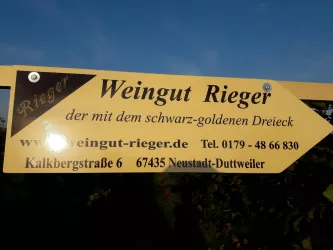 Rieger
Weingut Rieger
der mit dem schwarz-goldenen Dreieck
www.weingut-rieger.de Tel. 0179 - 48 66 830
Kalkbergstraße 6 67435 Neustadt-Duttweiler